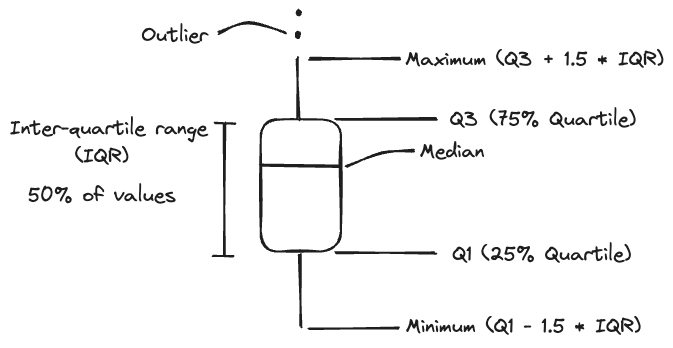 Outlier
Maximum (Q3 + 1.5 * IQR)
Q3 (75% Quartile)
Inter-quartile range
(IQR)
Median
50% of values
Q1 (25% Quartile)
Minimum (Q1 - 1.5 * IQR)